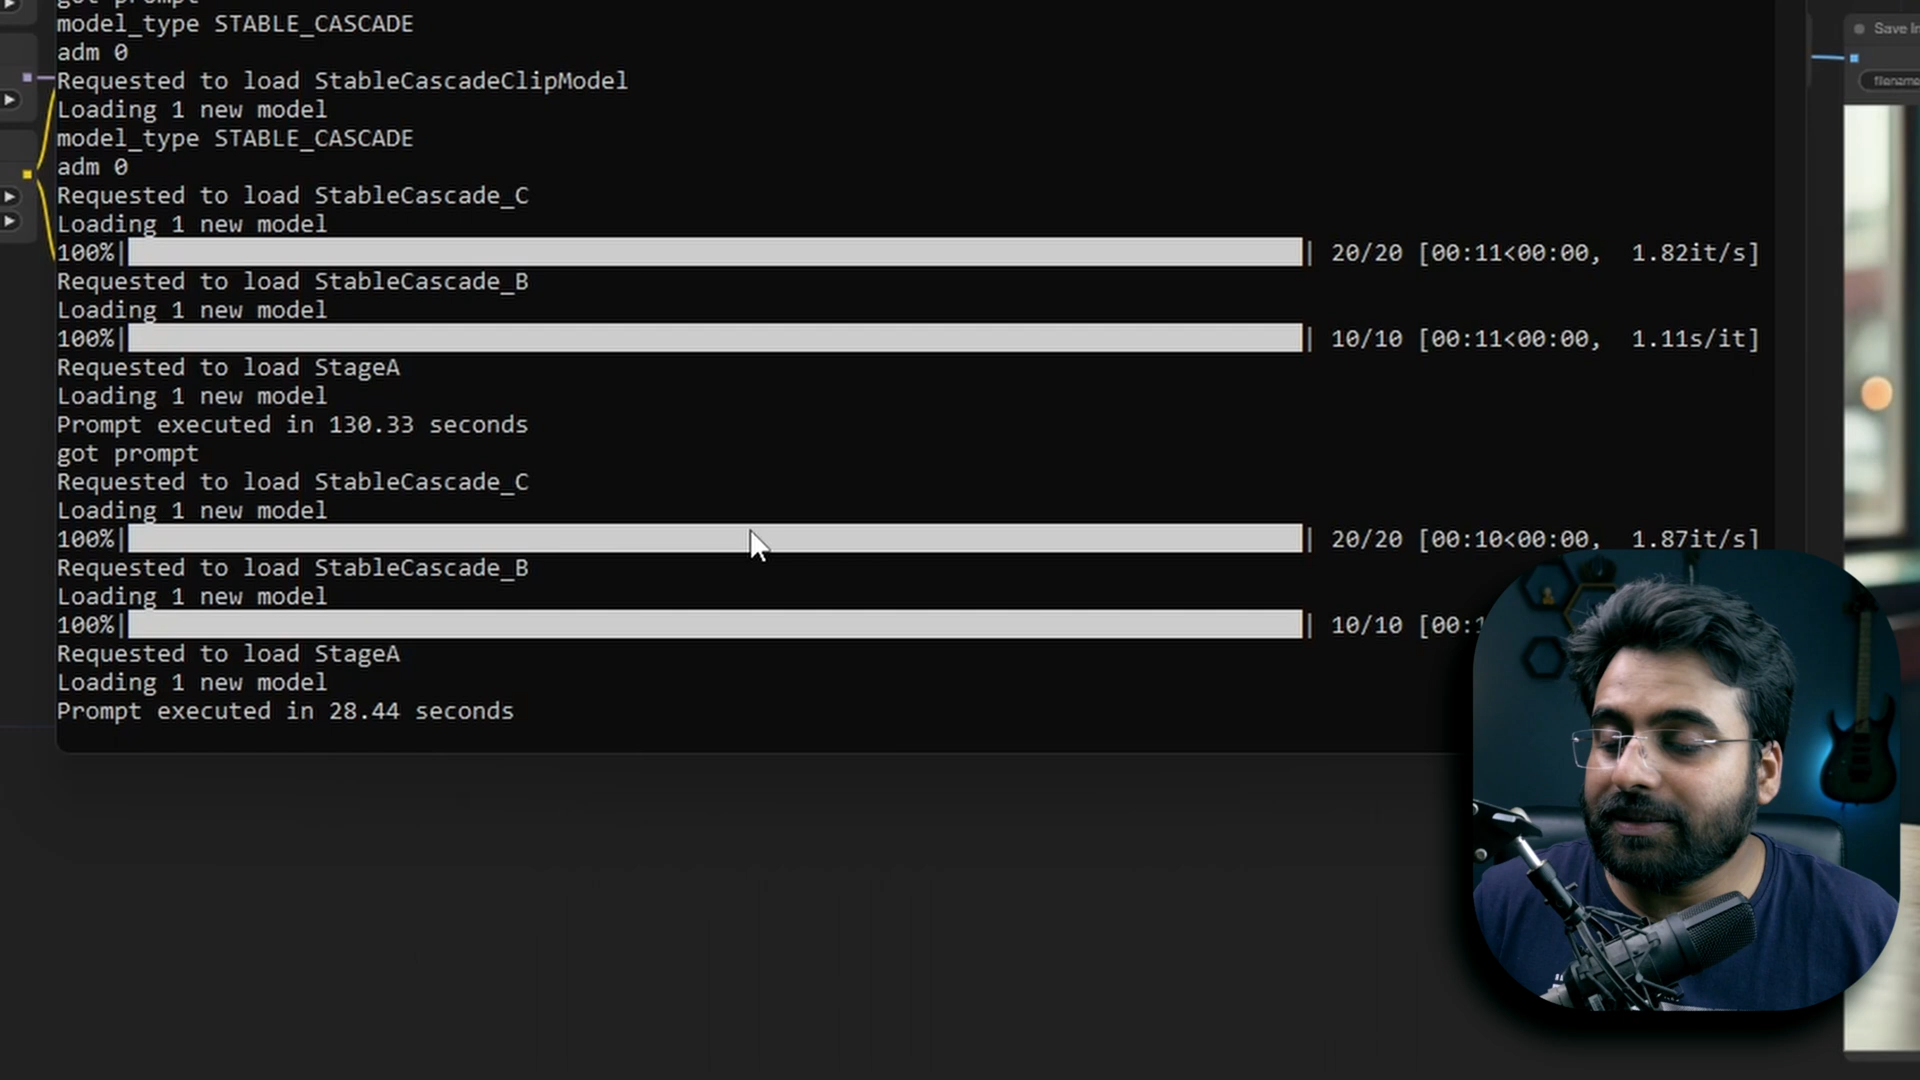 model_type STABLE_CASCADE
adm 0
Requested to load StableCascadeClipModel
Loading 1 new model
model_type STABLE_CASCADE
adm 0
Requested to load StableCascade_C
Loading 1 new model
100%| | 20/20 [00:11<00:00, 1.82it/s]
Requested to load StableCascade_B
Loading 1 new model
100%| | 10/10 [00:11<00:00, 1.11s/it]
Requested to load StageA
Loading 1 new model
Prompt executed in 130.33 seconds
got prompt
Requested to load StableCascade_C
Loading 1 new model
100%| | 20/20 [00:10<00:00, 1.87it/s]
Requested to load StableCascade_B
Loading 1 new model
100%| | 10/10 [00:1
Requested to load StageA
Loading 1 new model
Prompt executed in 28.44 seconds
Save
filename